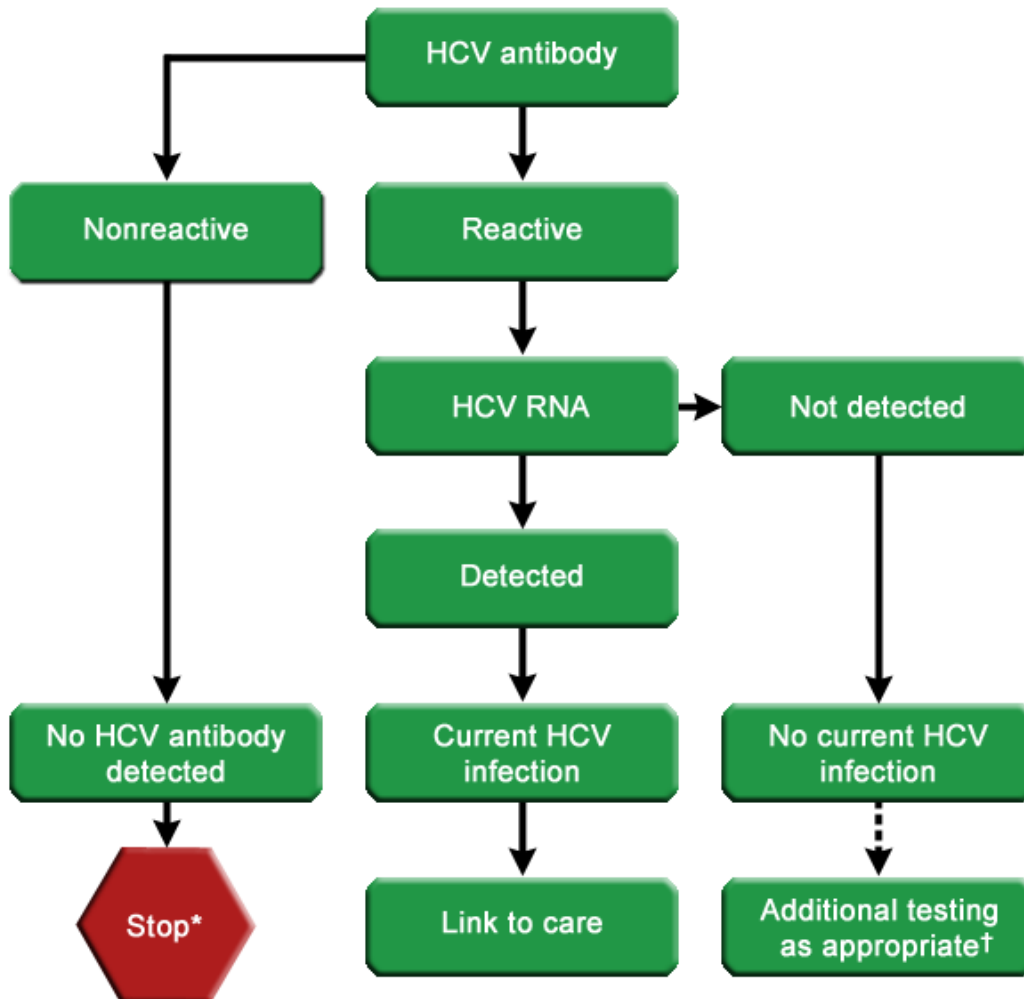 HCV antibody
Nonreactive
Reactive
HCV RNA
Not detected
Detected
No HCV antibody
detected
Current HCV
infection
No current HCV
infection
Stop*
Link to care
Additional testing
as appropriate†